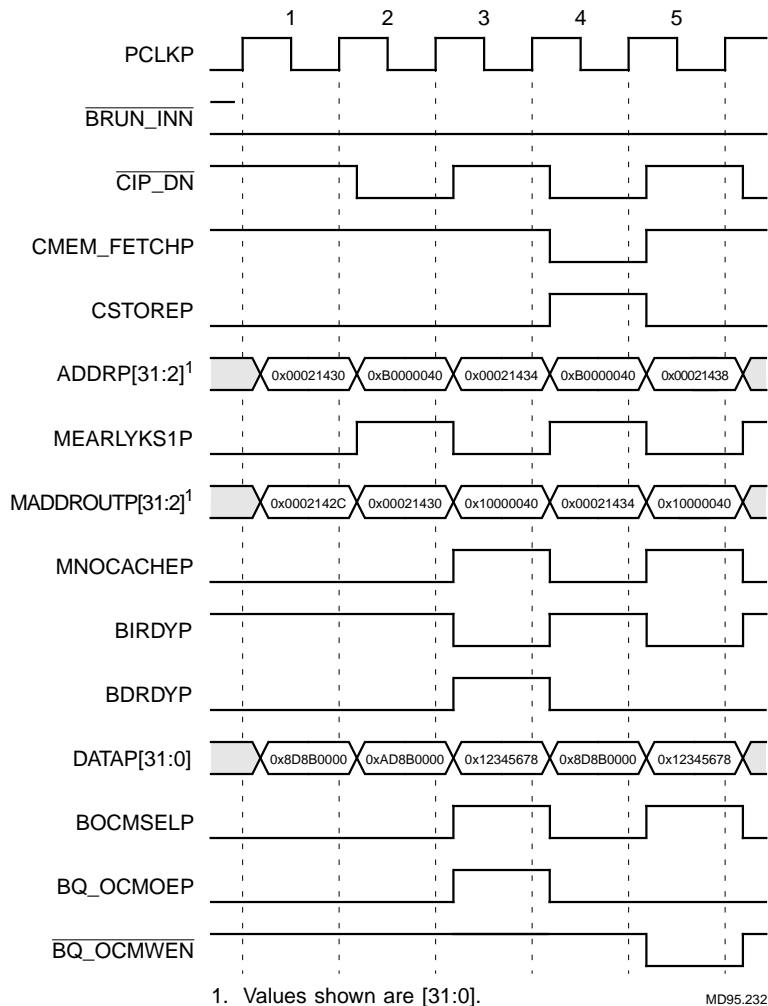 1 2 3 4 5
PCLKP
BRUN_INN
CIP_DN
CMEM_FETCHP
CSTOREP
ADDRP[31:2]1 0x00021430 0xB0000040 0x00021434 0xB0000040 0x00021438
MEARLYKS1P
MADDROUTP[31:2]1 0x0002142C 0x00021430 0x10000040 0x00021434 0x10000040
MNOCACHEP
BIRDYP
BDRDYP
DATAP[31:0] 0x8D8B0000 0xAD8B0000 0x12345678 0x8D8B0000 0x12345678
BOCMSELP
BQ_OCMOEP
BQ_OCMWEN
1. Values shown are [31:0].
MD95.232